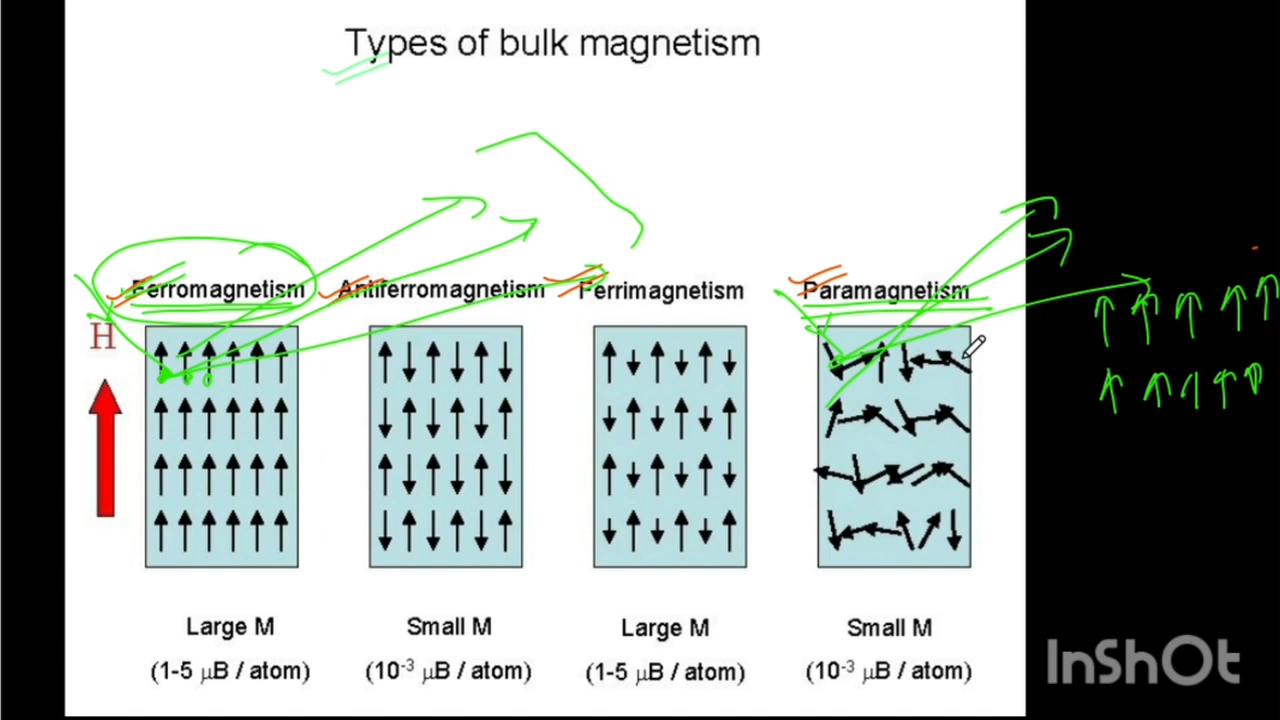 Types of bulk magnetism
Ferromagnetism Antiferromagnetism Ferrimagnetism Paramagnetism
H
Large M Small M Large M Small M
(1-5 μB / atom) (10⁻³ μB / atom) (1-5 μB / atom) (10⁻³ μB / atom)
InShOt